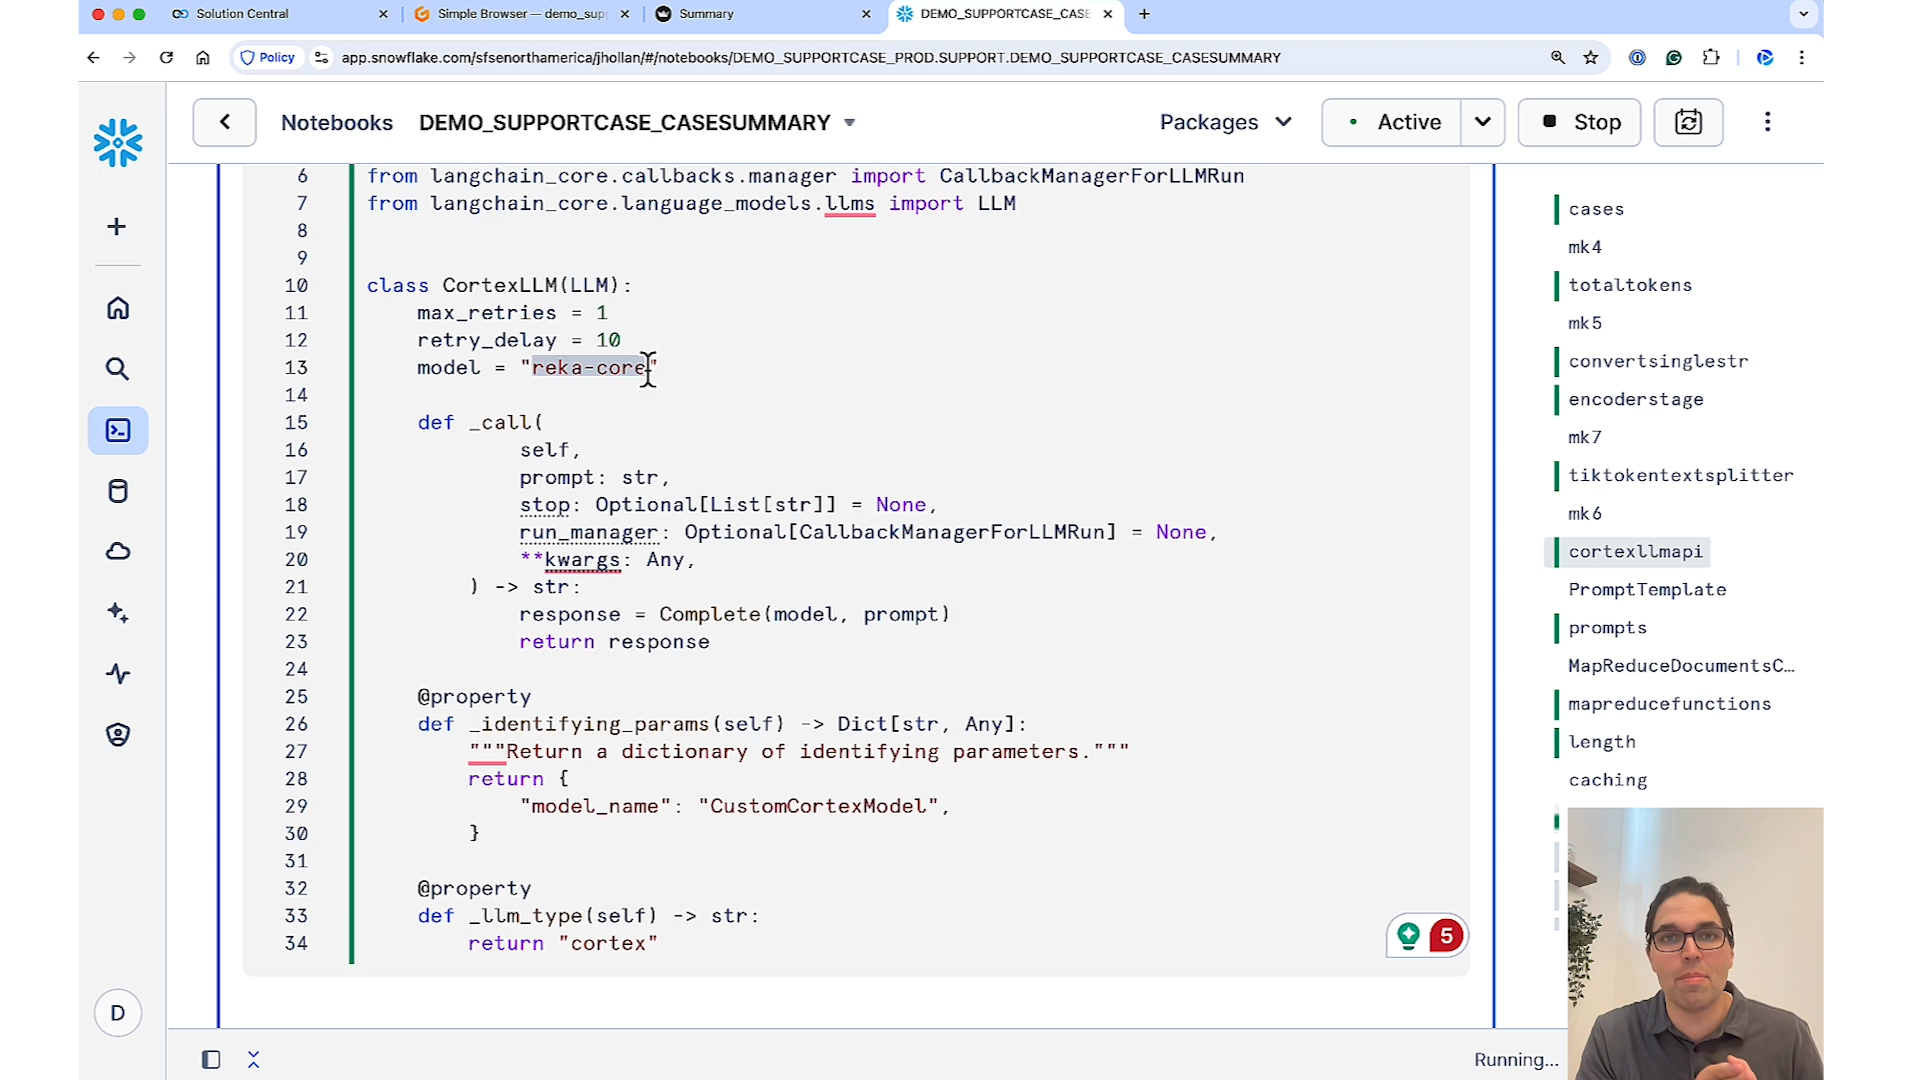 Solution Central
Simple Browser — demo_sup
Summary
DEMO_SUPPORTCASE_CASE
Policy
app.snowflake.com/sfsenorthamerica/jhollan/#/notebooks/DEMO_SUPPORTCASE_PROD.SUPPORT.DEMO_SUPPORTCASE_CASESUMMARY
Notebooks DEMO_SUPPORTCASE_CASESUMMARY
Packages
Active
Stop
6 from langchain_core.callbacks.manager import CallbackManagerForLLMRun
7 from langchain_core.language_models.llms import LLM
8
9
10 class CortexLLM(LLM):
11 max_retries = 1
12 retry_delay = 10
13 model = "reka-core"
14
15 def _call(
16 self,
17 prompt: str,
18 stop: Optional[List[str]] = None,
19 run_manager: Optional[CallbackManagerForLLMRun] = None,
20 **kwargs: Any,
21 ) -> str:
22 response = Complete(model, prompt)
23 return response
24
25 @property
26 def _identifying_params(self) -> Dict[str, Any]:
27 """Return a dictionary of identifying parameters."""
28 return {
29 "model_name": "CustomCortexModel",
30 }
31
32 @property
33 def _llm_type(self) -> str:
34 return "cortex"
5
cases
mk4
totaltokens
mk5
convertsinglestr
encoderstage
mk7
tiktokentextsplitter
mk6
cortexllmapi
PromptTemplate
prompts
MapReduceDocumentsC…
mapreducefunctions
length
caching
D
Running...